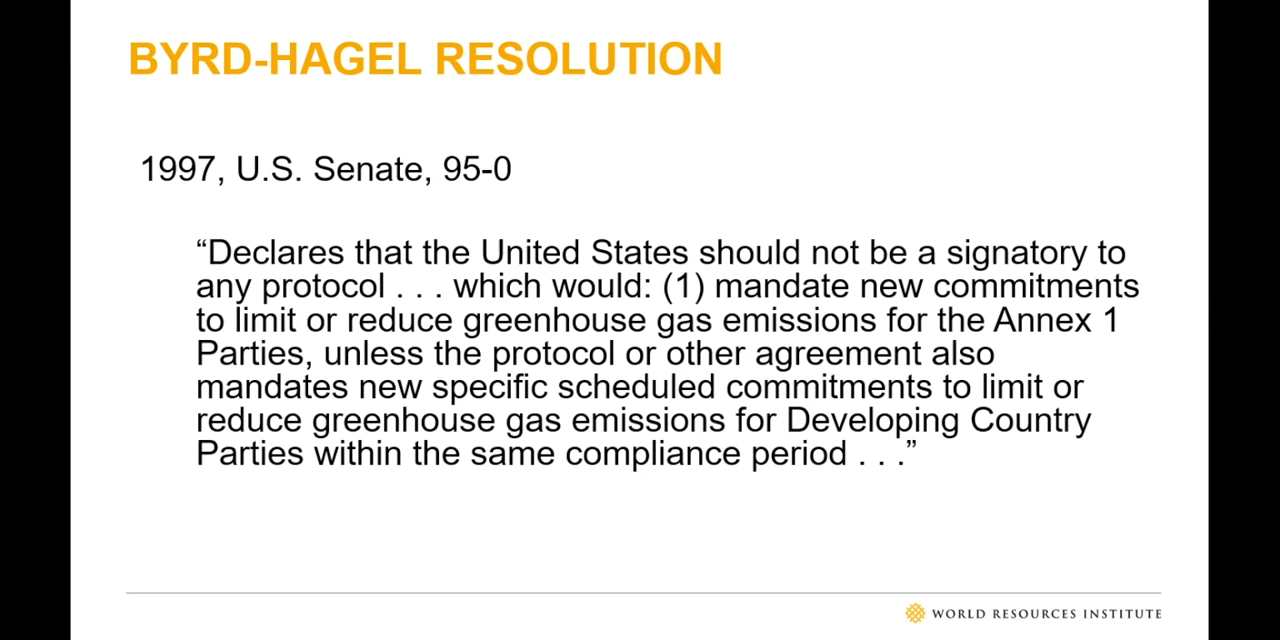 BYRD-HAGEL RESOLUTION
1997, U.S. Senate, 95-0
“Declares that the United States should not be a signatory to
any protocol . . . which would: (1) mandate new commitments
to limit or reduce greenhouse gas emissions for the Annex 1
Parties, unless the protocol or other agreement also
mandates new specific scheduled commitments to limit or
reduce greenhouse gas emissions for Developing Country
Parties within the same compliance period . . .”
WORLD RESOURCES INSTITUTE